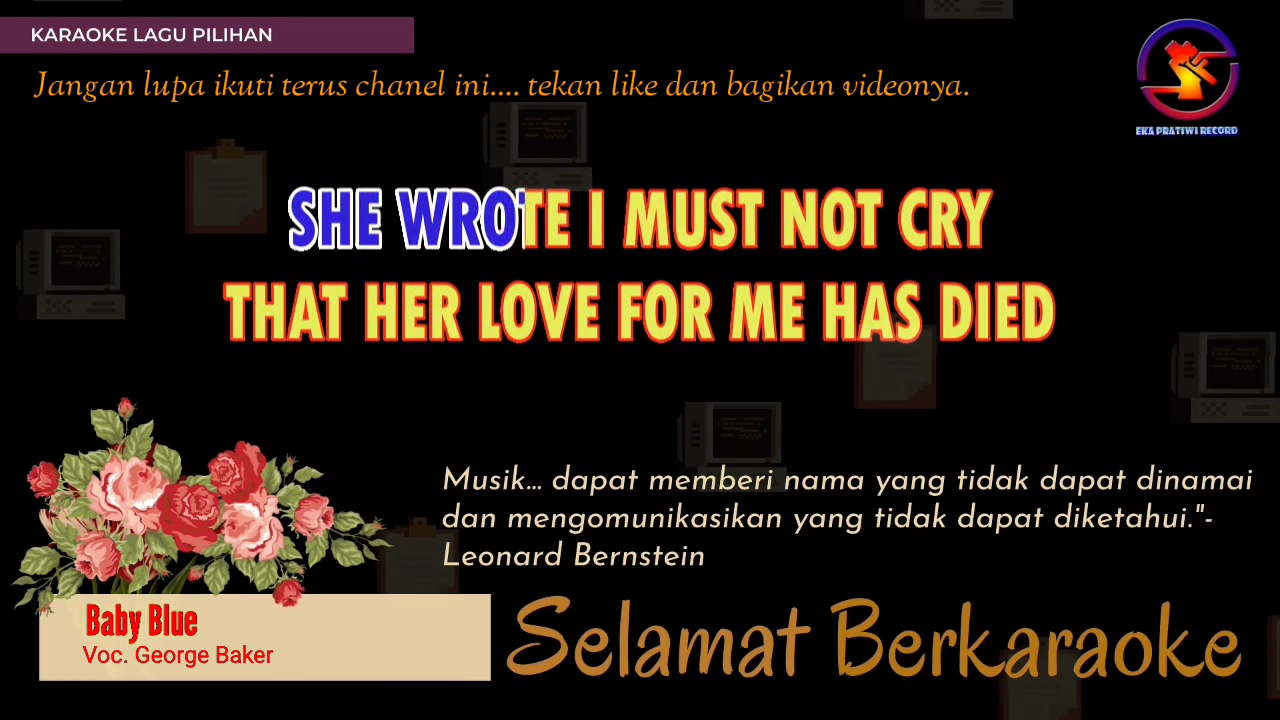 KARAOKE LAGU PILIHAN
Jangan lupa ikuti terus chanel ini.... tekan like dan bagikan videonya.
EKA PRATIWI RECORD
SHE WROTE I MUST NOT CRY
THAT HER LOVE FOR ME HAS DIED
Musik... dapat memberi nama yang tidak dapat dinamai
dan mengomunikasikan yang tidak dapat diketahui."-
Leonard Bernstein
Baby Blue
Voc. George Baker
Selamat Berkaraoke